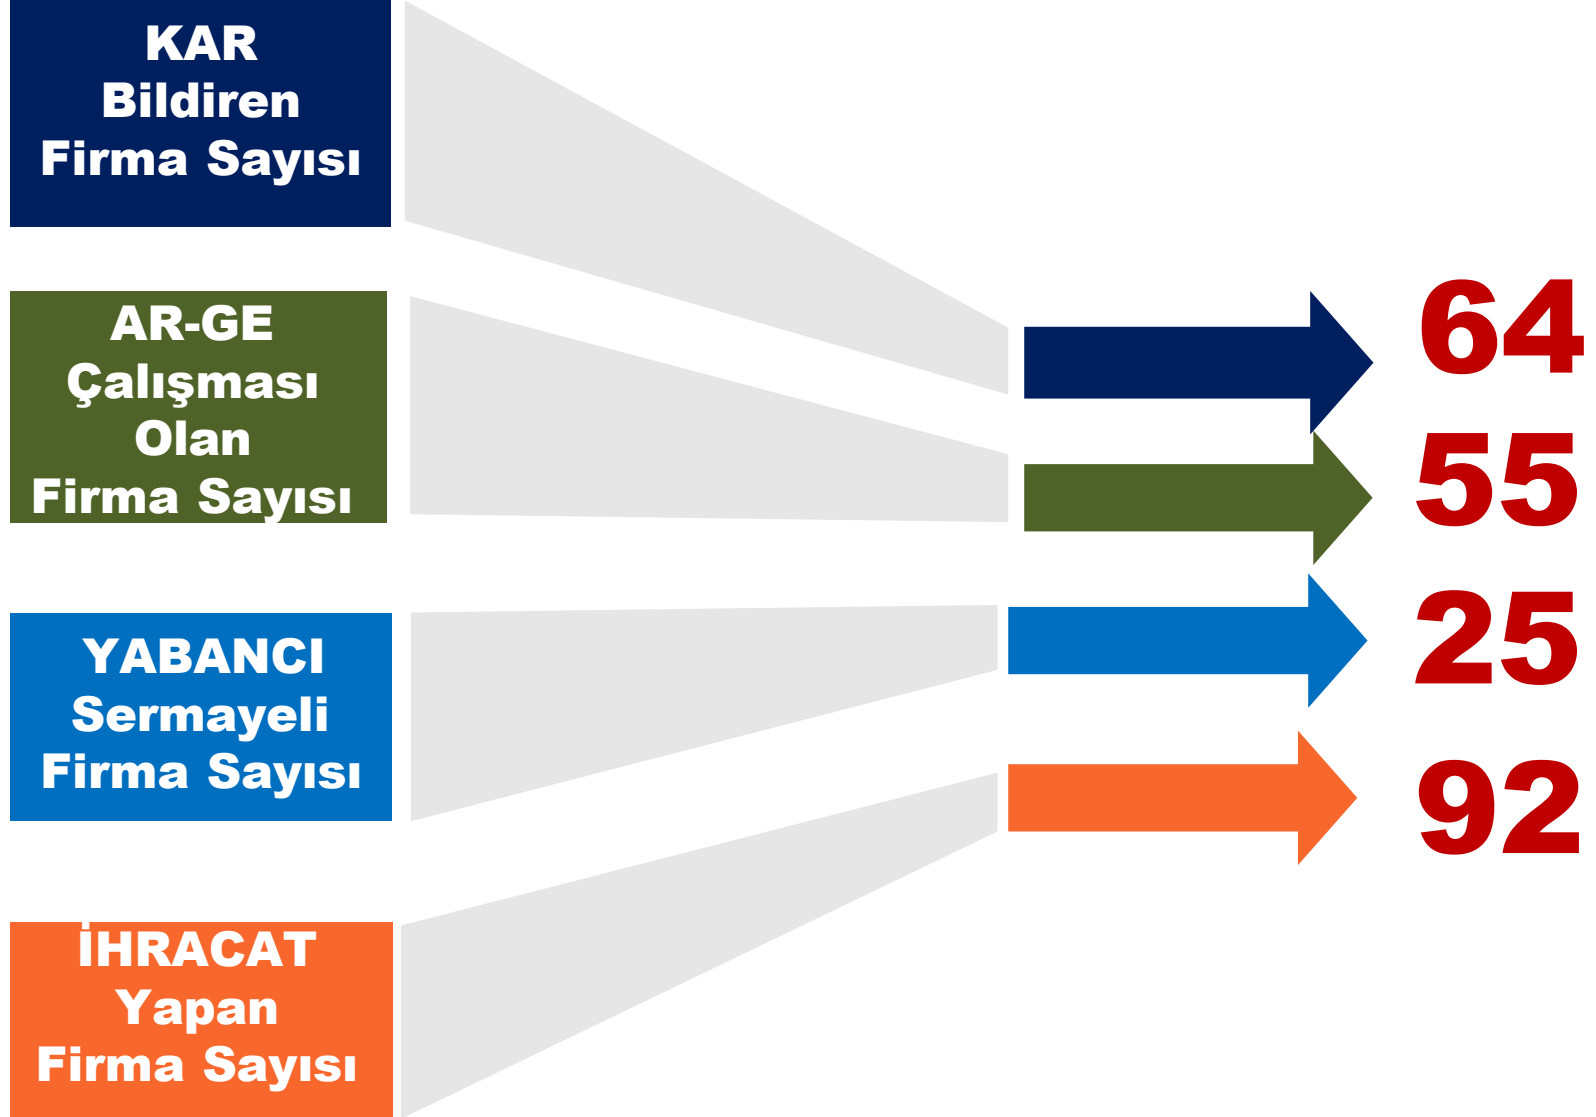 KAR
Bildiren
Firma Sayısı
64
AR-GE
Çalışması
Olan
Firma Sayısı
55
YABANCI
Sermayeli
Firma Sayısı
25
İHRACAT
Yapan
Firma Sayısı
92